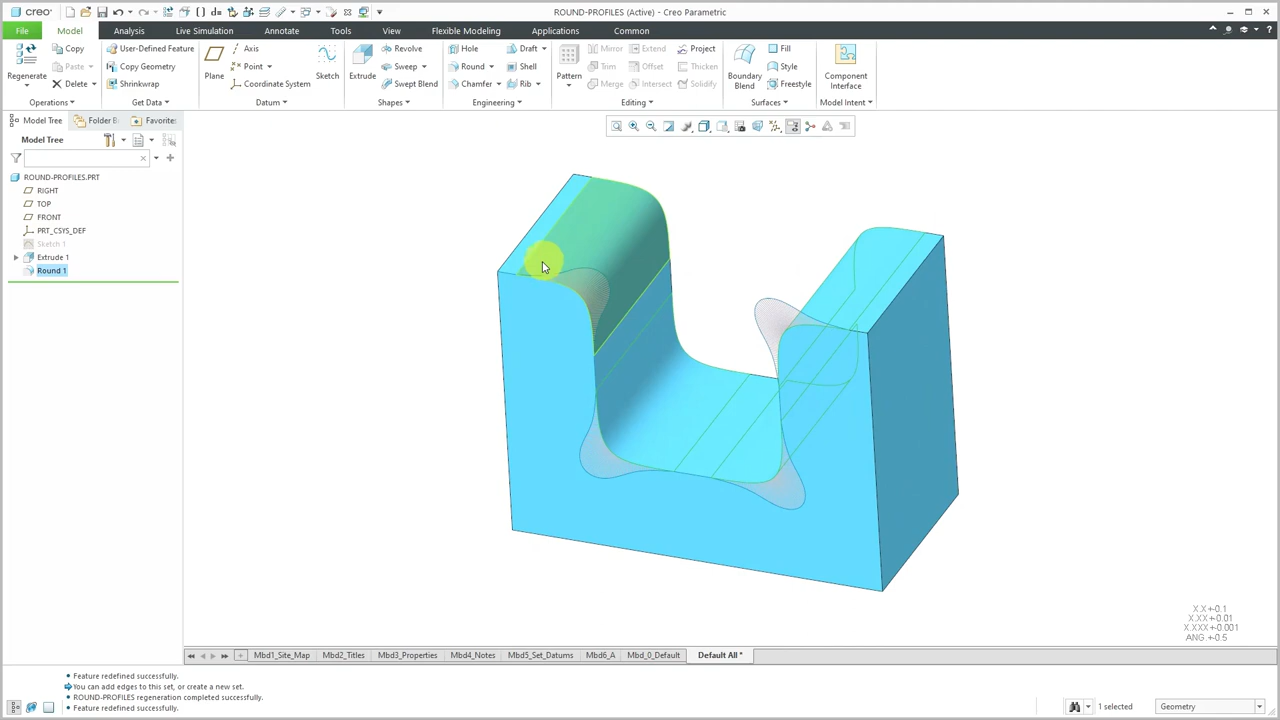 creo
ROUND-PROFILES (Active) - Creo Parametric
File Model Analysis Live Simulation Annotate Tools View Flexible Modeling Applications Common
Regenerate
Copy
Paste
Delete
Operations
User-Defined Feature
Copy Geometry
Shrinkwrap
Get Data
Plane
Axis
Point
Coordinate System
Sketch
Datum
Extrude
Revolve
Sweep
Swept Blend
Shapes
Hole
Round
Chamfer
Draft
Shell
Rib
Engineering
Pattern
Mirror
Trim
Merge
Extend
Offset
Intersect
Project
Thicken
Solidify
Editing
Boundary
Blend
Fill
Style
Freestyle
Surfaces
Component
Interface
Model Intent
Model Tree Folder B Favorite
Model Tree
ROUND-PROFILES.PRT
RIGHT
TOP
FRONT
PRT_CSYS_DEF
Sketch 1
Extrude 1
Round 1
X.X+-0.1
X.XX+-0.01
X.XXX+-0.001
ANG.+-0.5
Mbd1_Site_Map Mbd2_Titles Mbd3_Properties Mbd4_Notes Mbd5_Set_Datums Mbd6_A Mbd_0_Default Default All *
Feature redefined successfully.
You can add edges to this set, or create a new set.
ROUND-PROFILES regeneration completed successfully.
Feature redefined successfully.
1 selected
Geometry